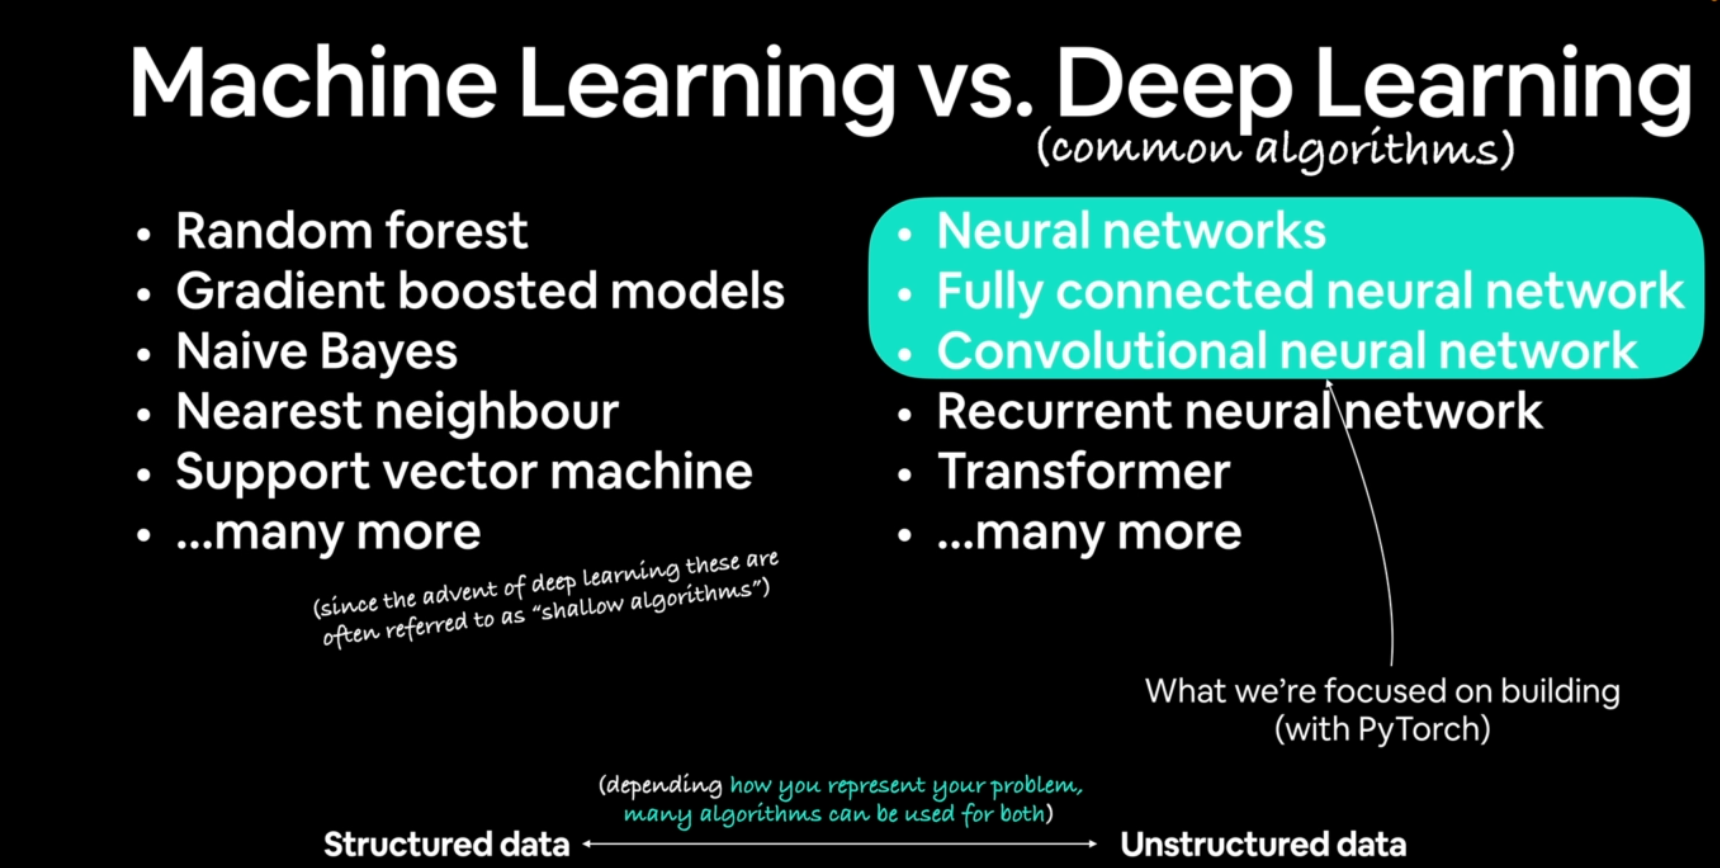 Machine Learning vs. Deep Learning
(common algorithms)
• Random forest
• Gradient boosted models
• Naive Bayes
• Nearest neighbour
• Support vector machine
• ...many more
(since the advent of deep learning these are
often referred to as “shallow algorithms”)
• Neural networks
• Fully connected neural network
• Convolutional neural network
• Recurrent neural network
• Transformer
• ...many more
What we’re focused on building
(with PyTorch)
(depending how you represent your problem,
many algorithms can be used for both)
Structured data
Unstructured data